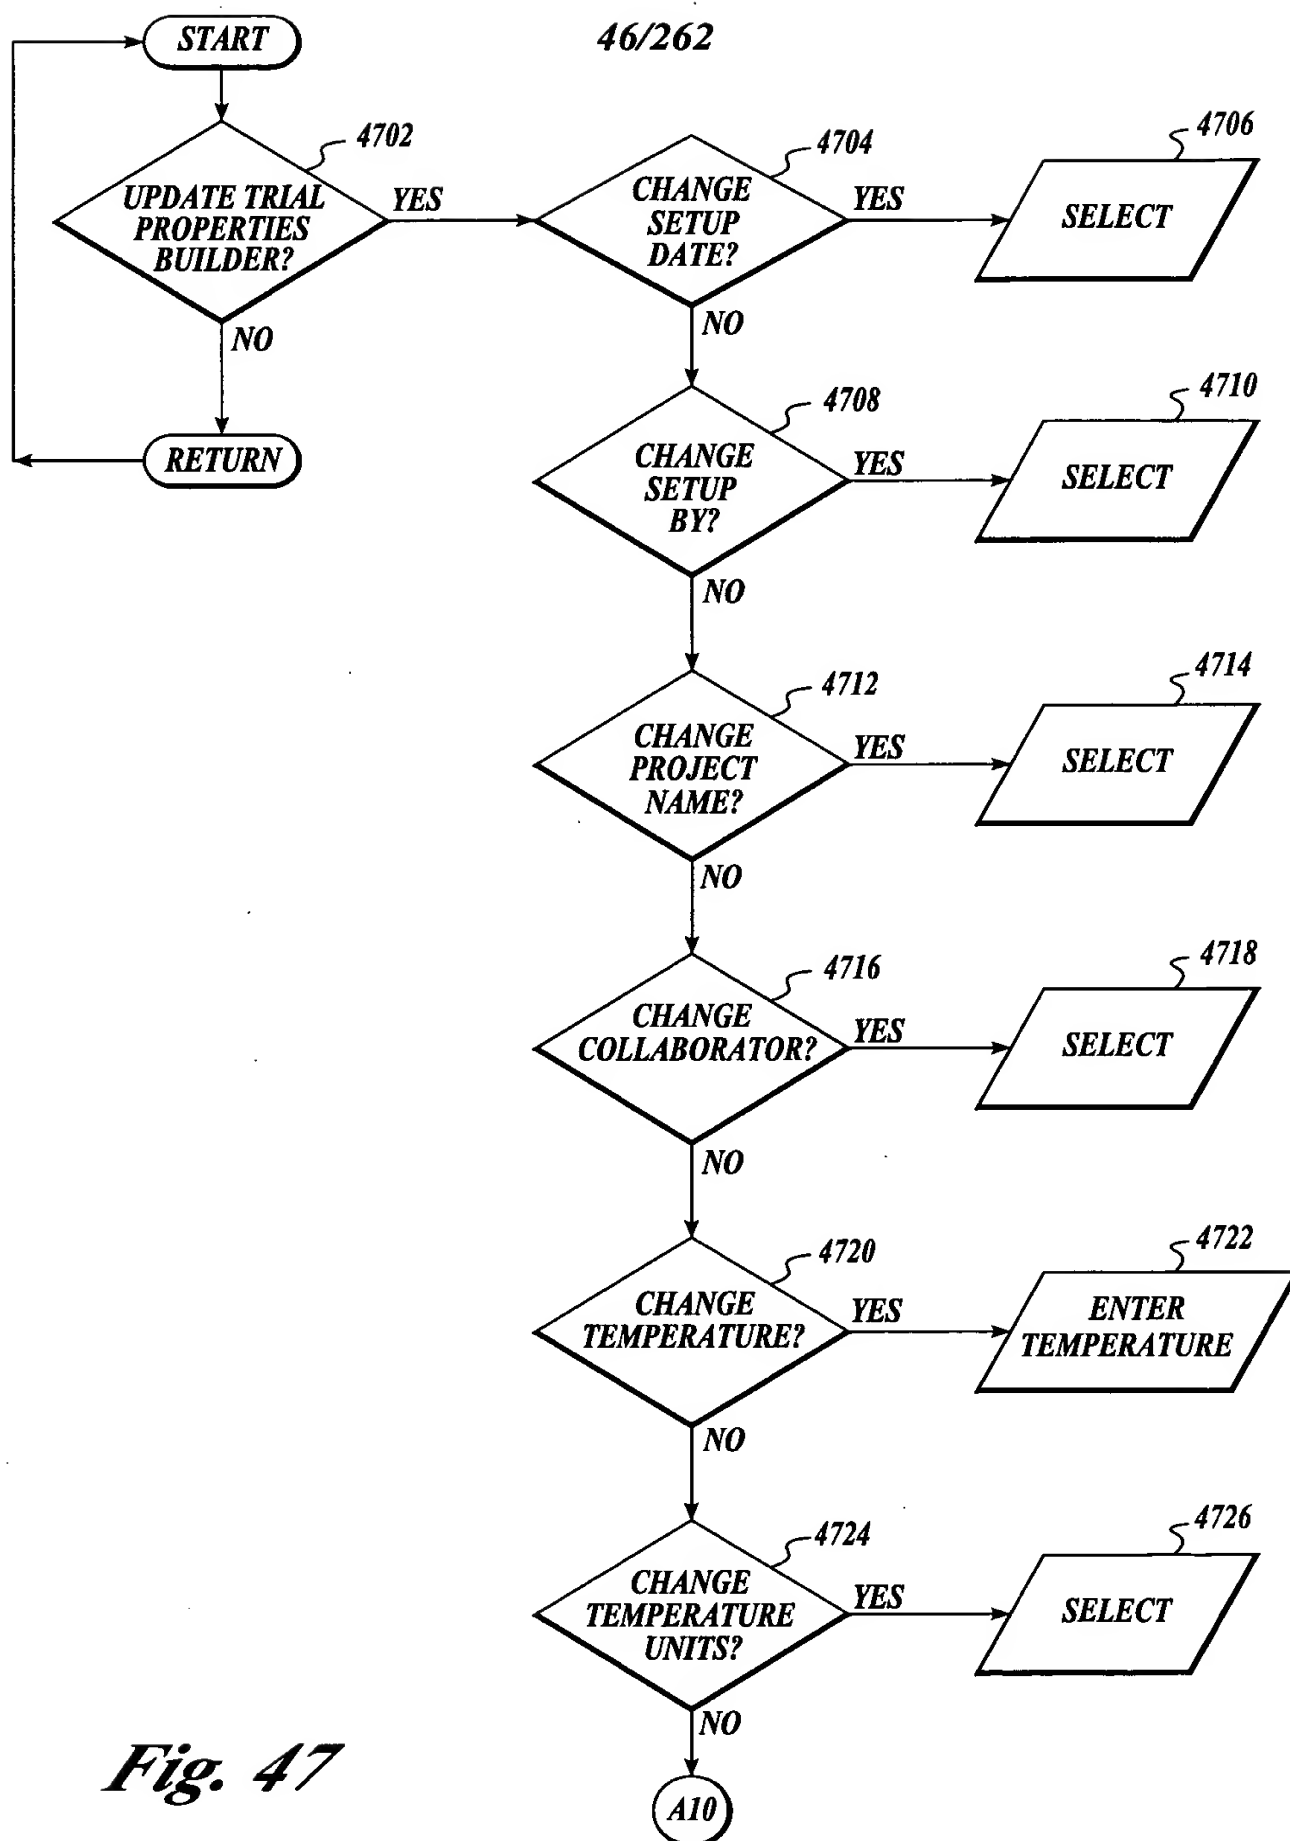 46/262
START
4702
UPDATE TRIAL
PROPERTIES
BUILDER?
YES
NO
RETURN
4704
CHANGE
SETUP
DATE?
YES
NO
4706
SELECT
4708
CHANGE
SETUP
BY?
YES
NO
4710
SELECT
4712
CHANGE
PROJECT
NAME?
YES
NO
4714
SELECT
4716
CHANGE
COLLABORATOR?
YES
NO
4718
SELECT
4720
CHANGE
TEMPERATURE?
YES
NO
4722
ENTER
TEMPERATURE
4724
CHANGE
TEMPERATURE
UNITS?
YES
NO
4726
SELECT
A10
Fig. 47